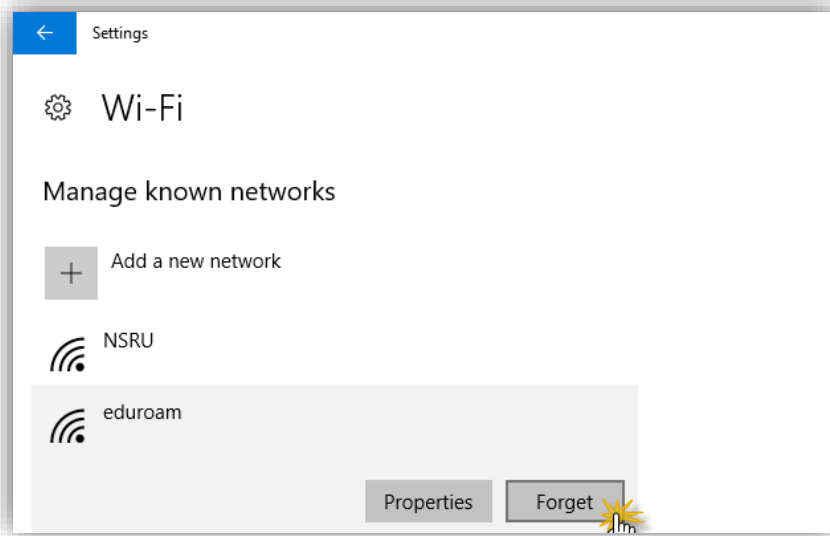 Settings
Wi-Fi
Manage known networks
Add a new network
NSRU
eduroam
Properties Forget